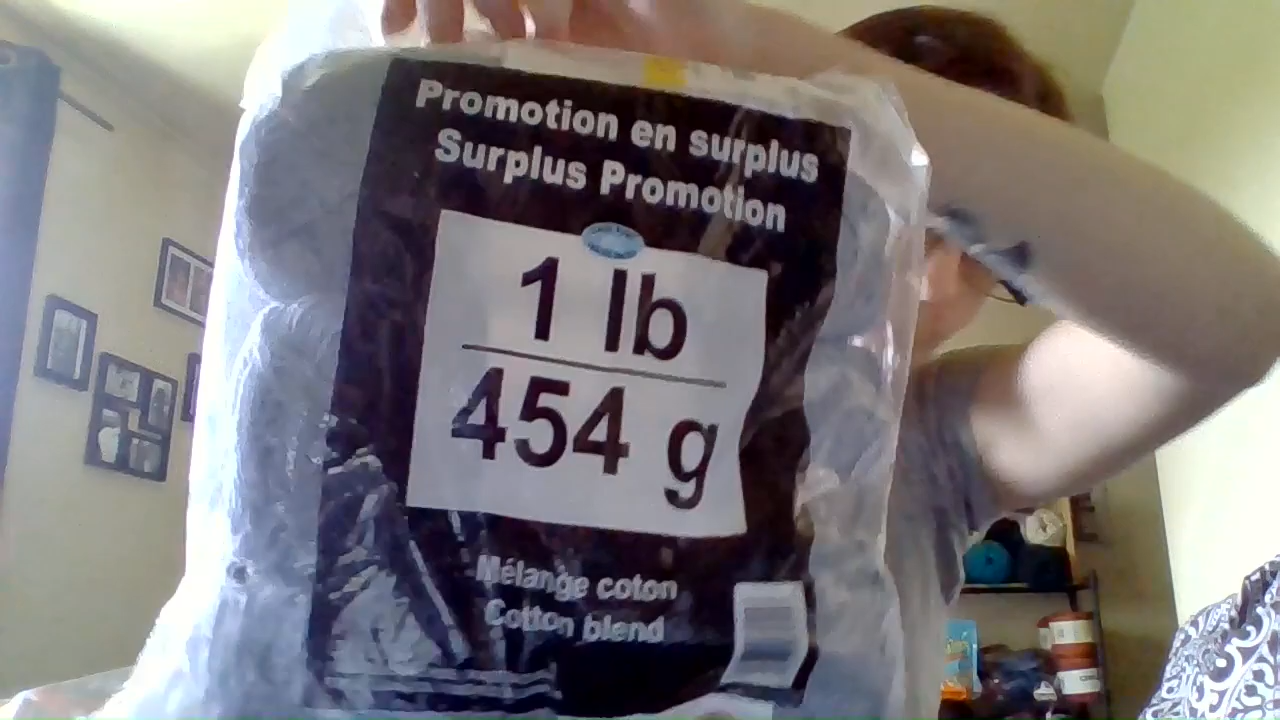 Promotion en surplus
Surplus Promotion
1 lb
454 g
Mélange coton
Cotton blend